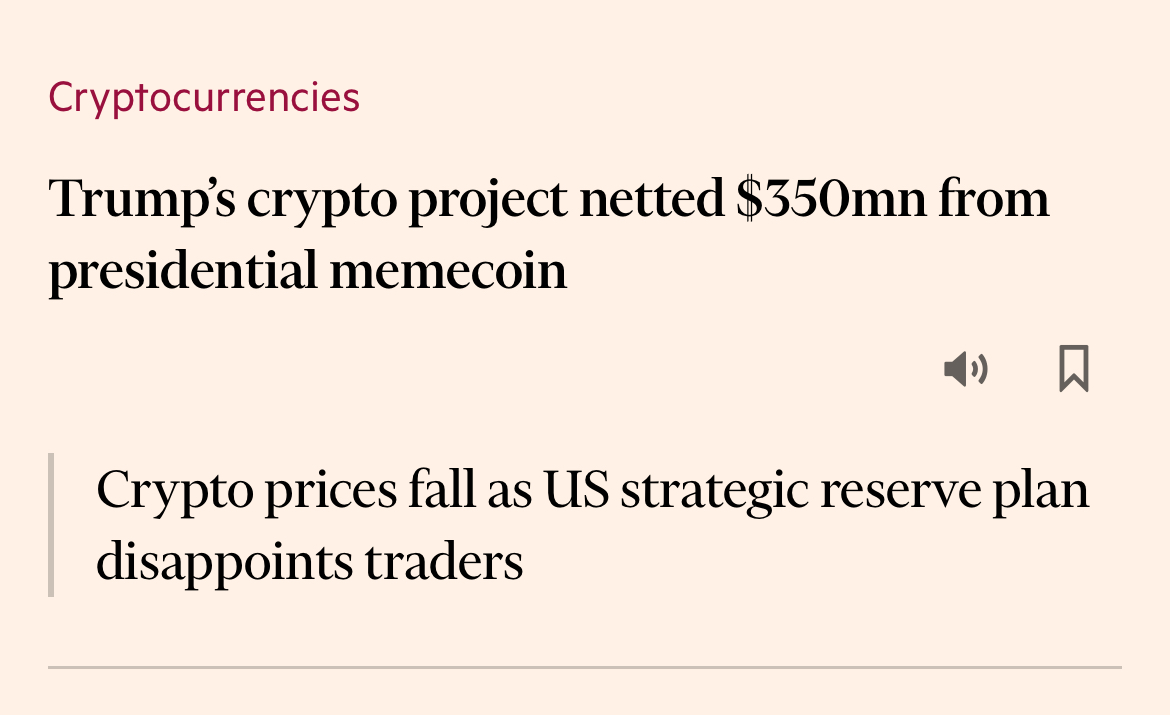 Cryptocurrencies
Trump’s crypto project netted $350mn from
presidential memecoin
Crypto prices fall as US strategic reserve plan
disappoints traders